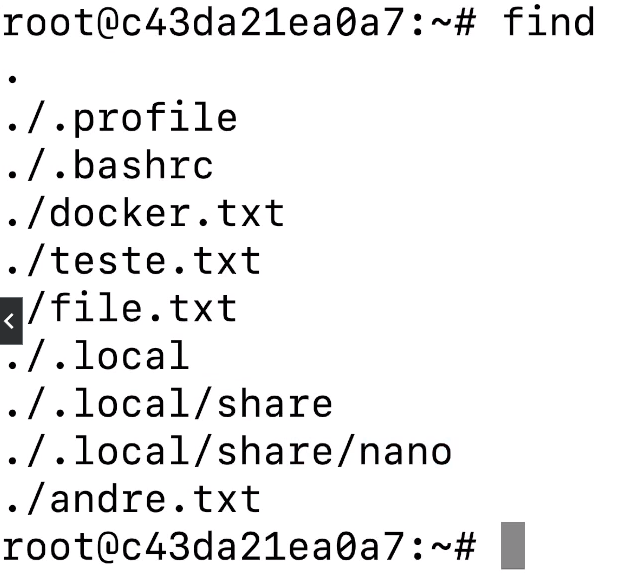 root@c43da21ea0a7:~# find
.
./.profile
./.bashrc
./docker.txt
./teste.txt
/file.txt
./.local
./.local/share
./.local/share/nano
./andre.txt
root@c43da21ea0a7:~#